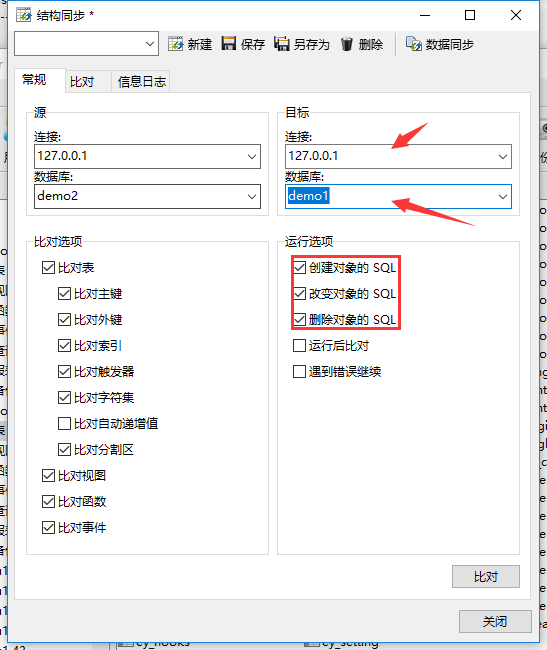 结构同步 *
新建 保存 另存为 删除 数据同步
常规 比对 信息日志
源
连接:
127.0.0.1
数据库:
demo2
目标
连接:
127.0.0.1
数据库:
demo1
比对选项
比对表
比对主键
比对外键
比对索引
比对触发器
比对字符集
比对自动递增值
比对分割区
比对视图
比对函数
比对事件
运行选项
创建对象的 SQL
改变对象的 SQL
删除对象的 SQL
运行后比对
遇到错误继续
比对
关闭
ey_hooks ey_setting